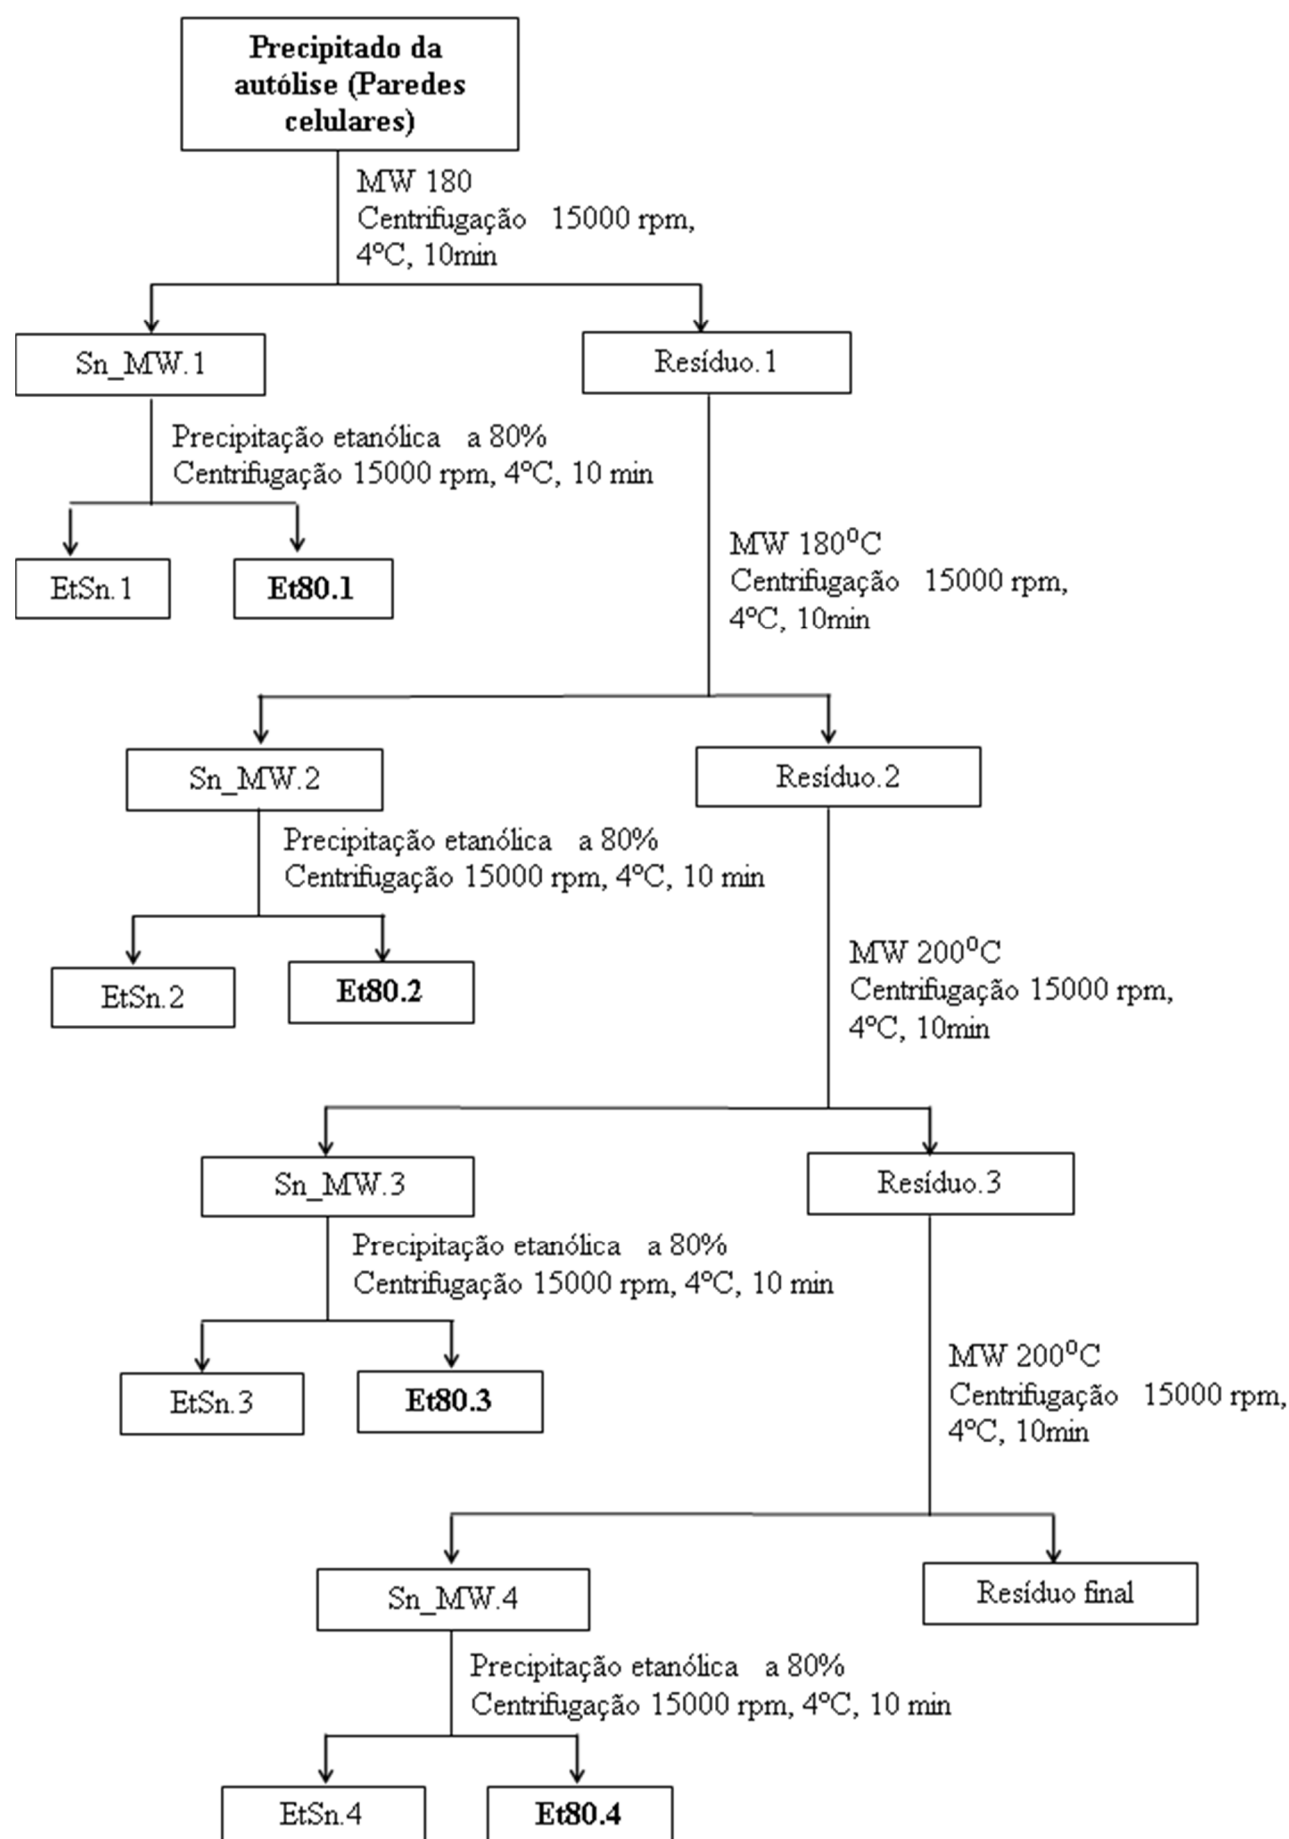 Precipitado da
autólise (Paredes
celulares)
MW 180
Centrifugação 15000 rpm,
4ºC, 10min
Sn_MW.1
Resíduo.1
Precipitação etanólica a 80%
Centrifugação 15000 rpm, 4ºC, 10 min
EtSn.1
Et80.1
MW 180⁰C
Centrifugação 15000 rpm,
4ºC, 10min
Sn_MW.2
Resíduo.2
Precipitação etanólica a 80%
Centrifugação 15000 rpm, 4ºC, 10 min
EtSn.2
Et80.2
MW 200⁰C
Centrifugação 15000 rpm,
4ºC, 10min
Sn_MW.3
Resíduo.3
Precipitação etanólica a 80%
Centrifugação 15000 rpm, 4ºC, 10 min
EtSn.3
Et80.3
MW 200⁰C
Centrifugação 15000 rpm,
4ºC, 10min
Sn_MW.4
Resíduo final
Precipitação etanólica a 80%
Centrifugação 15000 rpm, 4ºC, 10 min
EtSn.4
Et80.4